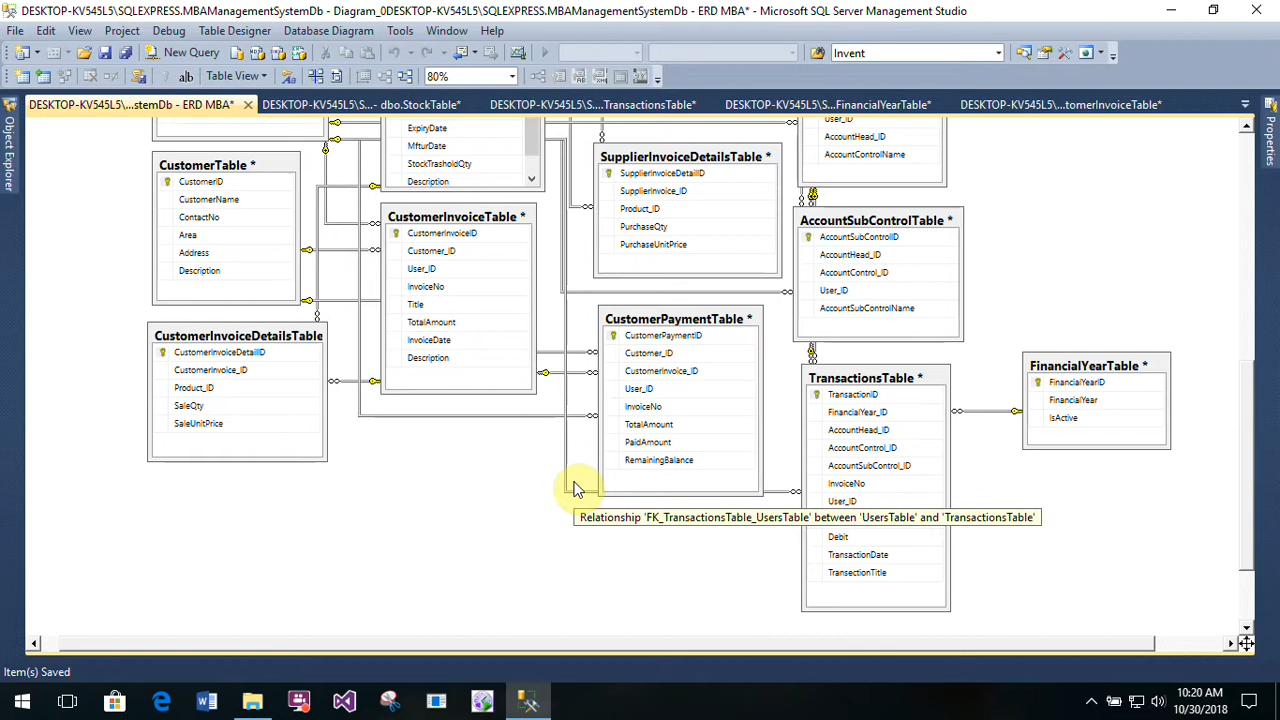 DESKTOP-KV545L5\SQLEXPRESS.MBAManagementSystemDb - Diagram_0DESKTOP-KV545L5\SQLEXPRESS.MBAManagementSystemDb - ERD MBA* - Microsoft SQL Server Management Studio
File Edit View Project Debug Table Designer Database Diagram Tools Window Help
New Query
Invent
Table View
80%
DESKTOP-KV545L5\...stemDb - ERD MBA*
DESKTOP-KV545L5\S...- dbo.StockTable*
DESKTOP-KV545L5\S....TransactionsTable*
DESKTOP-KV545L5\S...FinancialYearTable*
DESKTOP-KV545L5\...tomerInvoiceTable*
Object Explorer
Properties
ExpiryDate
MfturDate
StockTrasholdQty
Description
User_ID
AccountHead_ID
AccountControlName
CustomerTable *
CustomerID
CustomerName
ContactNo
Area
Address
Description
SupplierInvoiceDetailsTable *
SupplierInvoiceDetailID
SupplierInvoice_ID
Product_ID
PurchaseQty
PurchaseUnitPrice
CustomerInvoiceTable *
CustomerInvoiceID
Customer_ID
User_ID
InvoiceNo
Title
TotalAmount
InvoiceDate
Description
AccountSubControlTable *
AccountSubControlID
AccountHead_ID
AccountControl_ID
User_ID
AccountSubControlName
CustomerInvoiceDetailsTable
CustomerInvoiceDetailID
CustomerInvoice_ID
Product_ID
SaleQty
SaleUnitPrice
CustomerPaymentTable *
CustomerPaymentID
Customer_ID
CustomerInvoice_ID
User_ID
InvoiceNo
TotalAmount
PaidAmount
RemainingBalance
TransactionsTable *
TransactionID
FinancialYear_ID
AccountHead_ID
AccountControl_ID
AccountSubControl_ID
InvoiceNo
User_ID
Debit
TransactionDate
TransectionTitle
FinancialYearTable *
FinancialYearID
FinancialYear
IsActive
Relationship 'FK_TransactionsTable_UsersTable' between 'UsersTable' and 'TransactionsTable'
Item(s) Saved
10:20 AM
10/30/2018